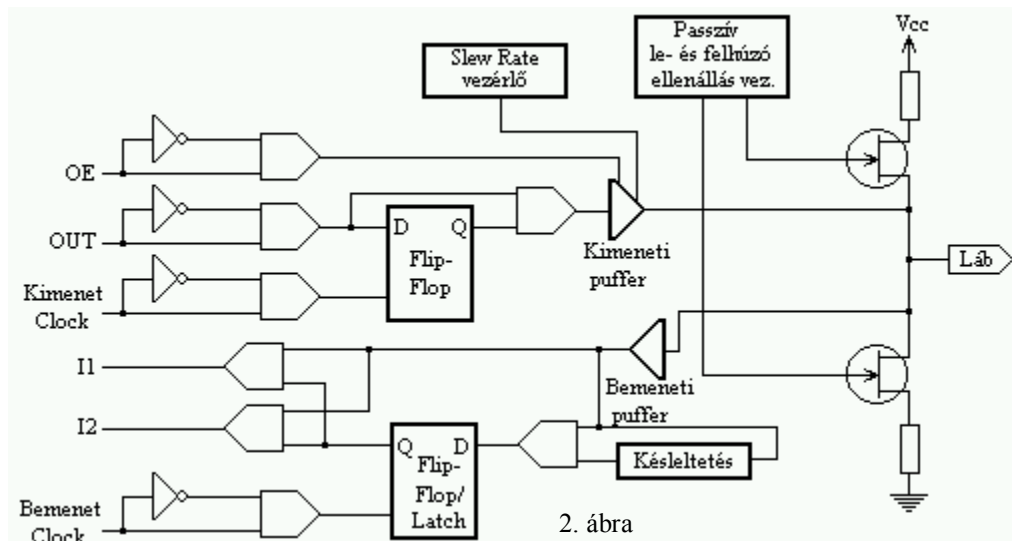 Vcc
Slew Rate
vezérlő
Passzív
le- és felhúzó
ellenállás vez.
OE
OUT
Kimenet
Clock
D
Q
Flip-
Flop
Kimeneti
puffer
Láb
I1
I2
Bemeneti
puffer
Q
D
Flip-
Flop/
Latch
Késleltetés
Bemenet
Clock
2. ábra